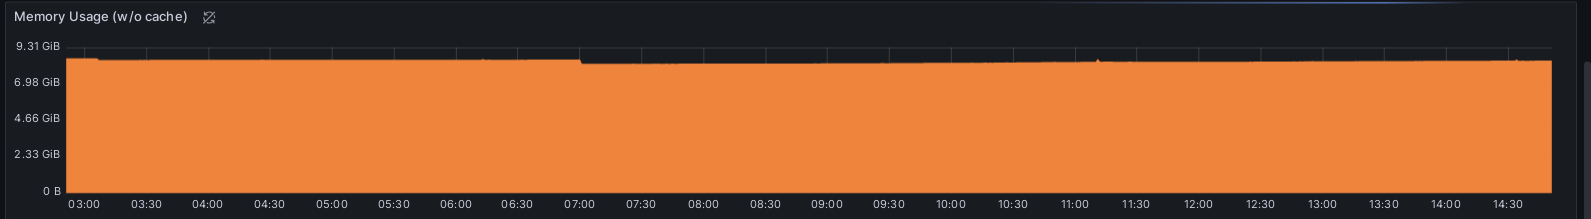 Memory Usage (w/o cache)
9.31 GiB
6.98 GiB
4.66 GiB
2.33 GiB
0 B
03:00 03:30 04:00 04:30 05:00 05:30 06:00 06:30 07:00 07:30 08:00 08:30 09:00 09:30 10:00 10:30 11:00 11:30 12:00 12:30 13:00 13:30 14:00 14:30